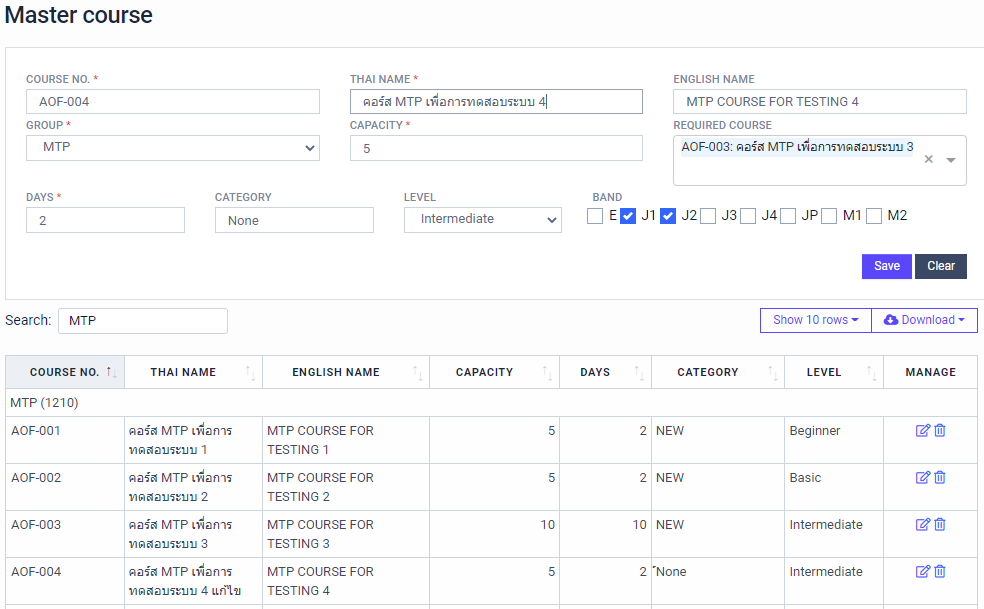 Master course
COURSE NO. *
THAI NAME *
ENGLISH NAME
AOF-004
คอร์ส MTP เพื่อการทดสอบระบบ 4
MTP COURSE FOR TESTING 4
GROUP *
CAPACITY *
REQUIRED COURSE
MTP
5
AOF-003: คอร์ส MTP เพื่อการทดสอบระบบ 3
DAYS *
CATEGORY
LEVEL
BAND
2
None
Intermediate
E J1 J2 J3 J4 JP M1 M2
Save Clear
Search: MTP
Show 10 rows Download
COURSE NO. THAI NAME ENGLISH NAME CAPACITY DAYS CATEGORY LEVEL MANAGE
MTP (1210)
AOF-001 คอร์ส MTP เพื่อการ MTP COURSE FOR 5 2 NEW Beginner
ทดสอบระบบ 1 TESTING 1
AOF-002 คอร์ส MTP เพื่อการ MTP COURSE FOR 5 2 NEW Basic
ทดสอบระบบ 2 TESTING 2
AOF-003 คอร์ส MTP เพื่อการ MTP COURSE FOR 10 10 NEW Intermediate
ทดสอบระบบ 3 TESTING 3
AOF-004 คอร์ส MTP เพื่อการ MTP COURSE FOR 5 2 None Intermediate
ทดสอบระบบ 4 แก้ไข TESTING 4